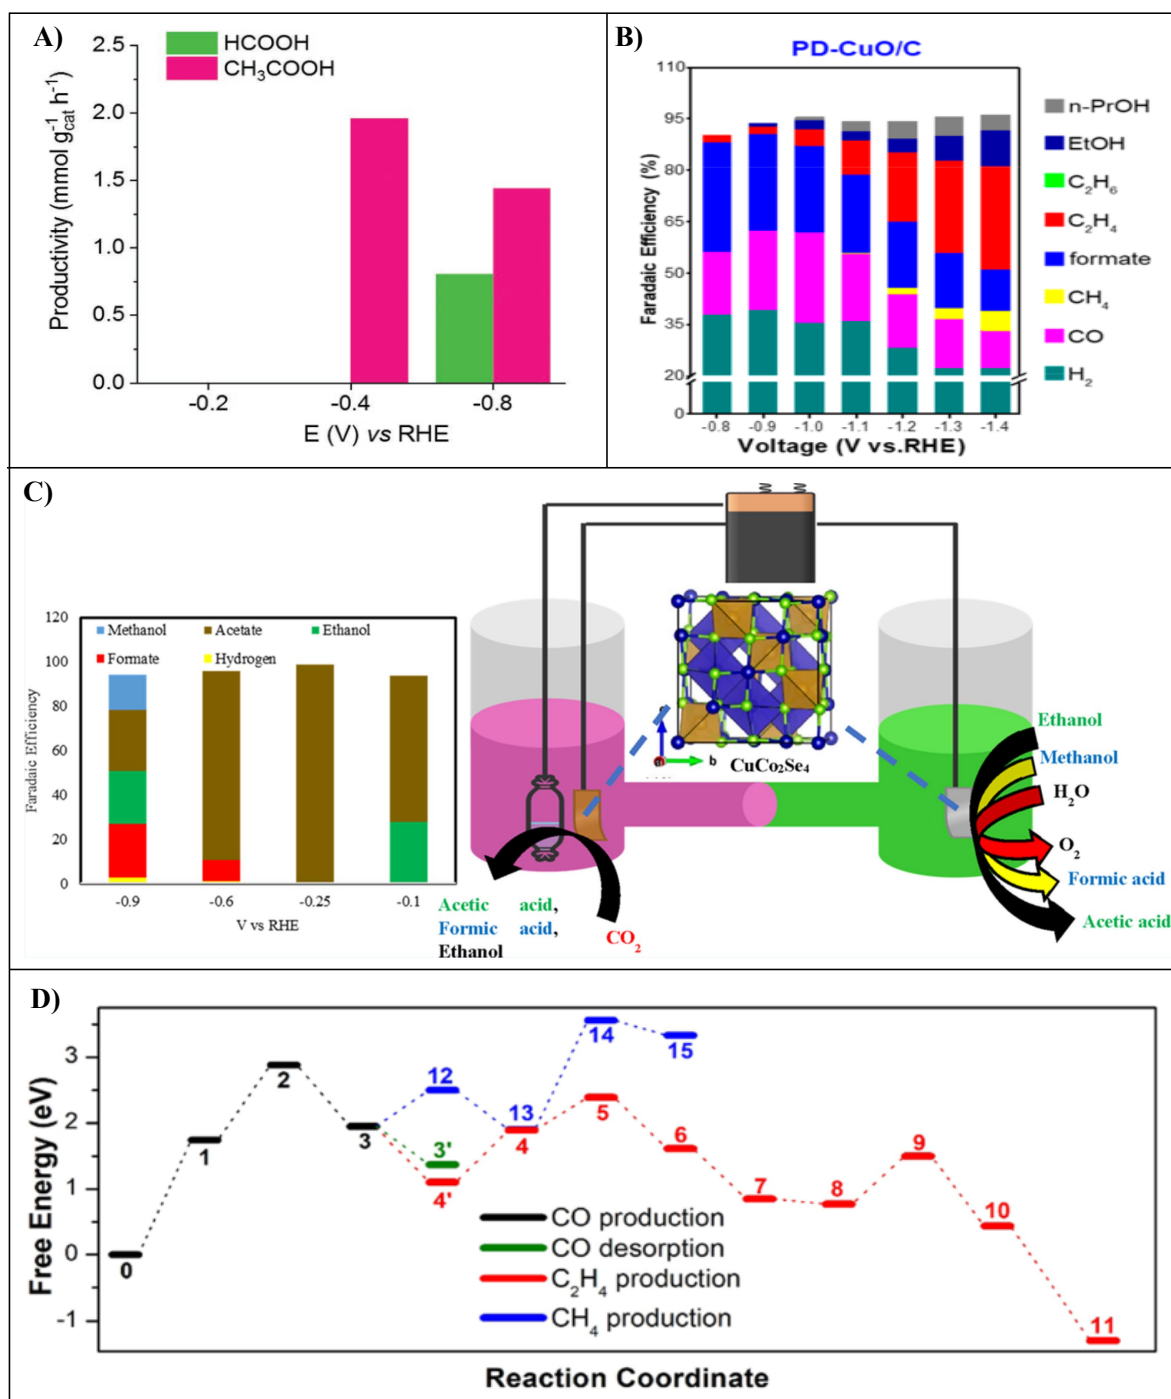 A)
HCOOH
CH₃COOH
Productivity (mmol g⁻¹cat h⁻¹)
2.5
2.0
1.5
1.0
0.5
0.0
-0.2 -0.4 -0.8
E (V) vs RHE
B)
PD-CuO/C
Faradaic Efficiency (%)
110
95
80
65
50
35
20
0
-0.8 -0.9 -1.0 -1.1 -1.2 -1.3 -1.4
Voltage (V vs.RHE)
n-PrOH
EtOH
C₂H₆
C₂H₄
formate
CH₄
CO
H₂
C)
Faradaic Efficiency
120
100
80
60
40
20
0
Methanol Acetate Ethanol
Formate Hydrogen
-0.9 -0.6 -0.25 -0.1
V vs RHE
b
CuCo₂Se₄
Acetic acid,
Formic acid,
Ethanol
CO₂
Ethanol
Methanol
H₂O
O₂
Formic acid
Acetic acid
D)
Free Energy (eV)
3
2
1
0
-1
0
1
2
3
12
3'
4'
13
4
14
5
15
6
7
8
9
10
11
CO production
CO desorption
C₂H₄ production
CH₄ production
Reaction Coordinate